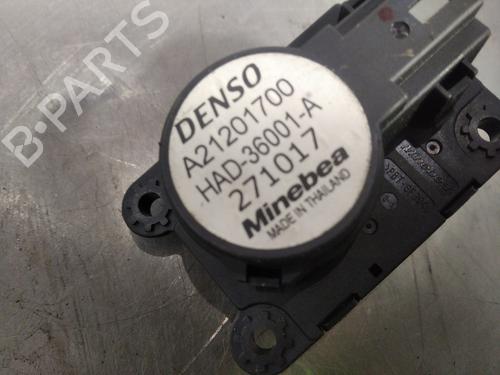 DENSO
A21201700
HAD-36001-A
271017
Minebea
MADE IN THAILAND
B-Parts